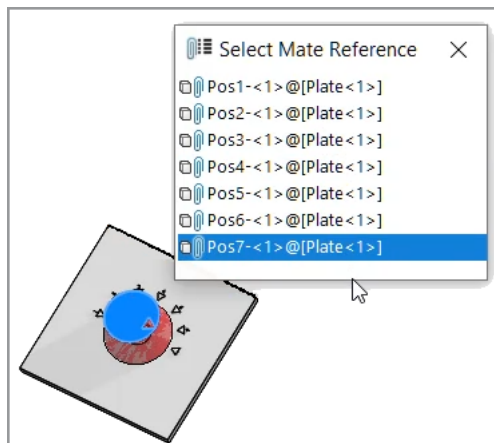 Select Mate Reference
Pos1-<1>@[Plate<1>]
Pos2-<1>@[Plate<1>]
Pos3-<1>@[Plate<1>]
Pos4-<1>@[Plate<1>]
Pos5-<1>@[Plate<1>]
Pos6-<1>@[Plate<1>]
Pos7-<1>@[Plate<1>]